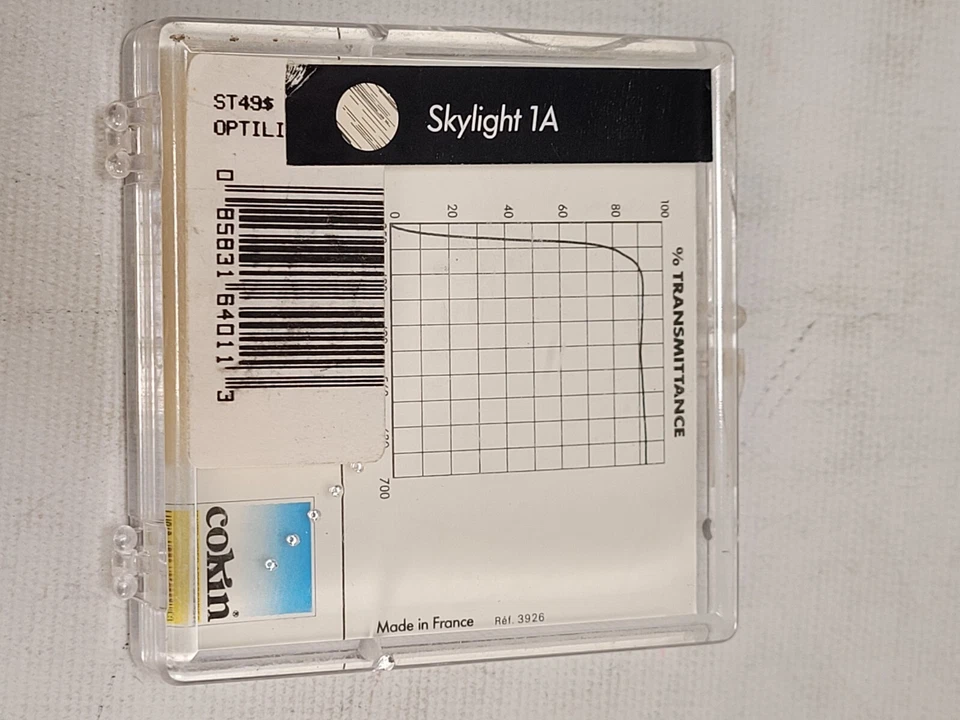 ST49$
OPTILI
Skylight 1A
0 85831 64011 3
% TRANSMITTANCE
100
80
60
40
20
0
700
cokin®
Made in France
Réf. 3926